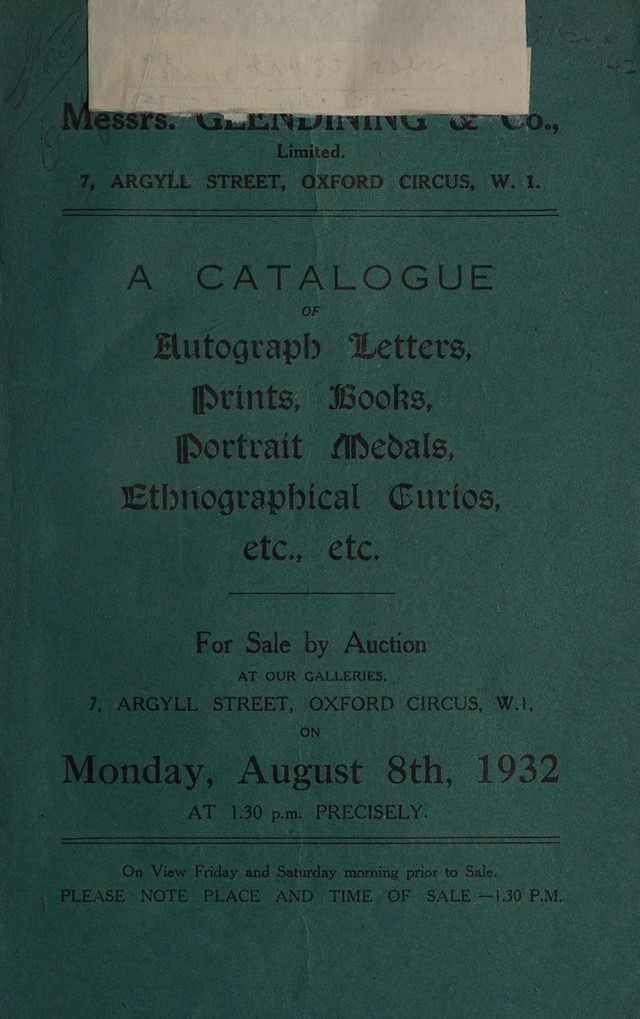 Messrs. GLENDINING & Co.,
Limited.
7, ARGYLL STREET, OXFORD CIRCUS, W. 1.
A CATALOGUE
OF
Autograph Letters,
Prints, Books,
Portrait Medals,
Ethnographical Curios,
etc., etc.
For Sale by Auction
AT OUR GALLERIES,
7, ARGYLL STREET, OXFORD CIRCUS, W.1,
ON
Monday, August 8th, 1932
AT 1.30 p.m. PRECISELY.
On View Friday and Saturday morning prior to Sale.
PLEASE NOTE PLACE AND TIME OF SALE—1.30 P.M.